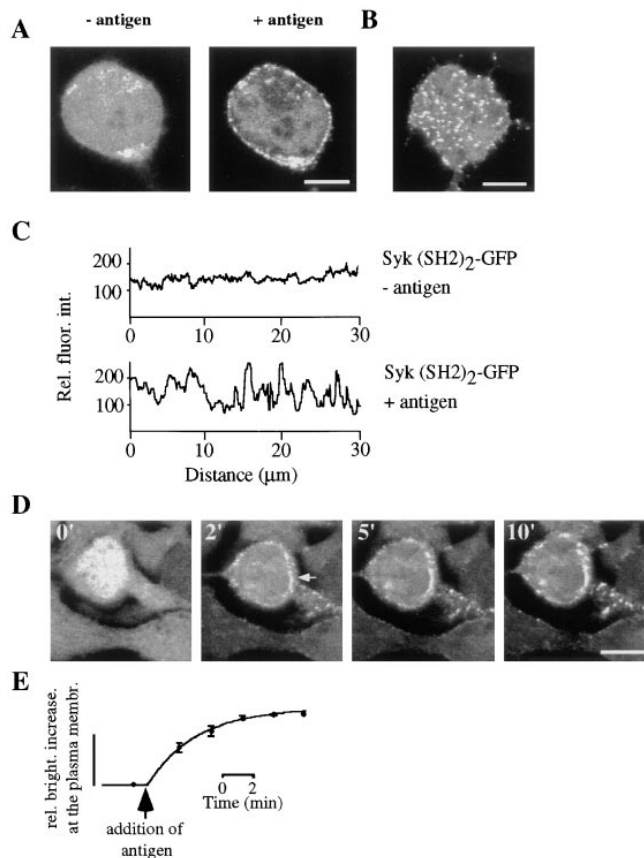 A
- antigen
+ antigen
B
C
Rel. fluor. int.
200
100
0 10 20 30
Syk (SH2)2-GFP
- antigen
200
100
0 10 20 30
Syk (SH2)2-GFP
+ antigen
Distance (μm)
D
0'
2'
5'
10'
E
rel. bright. increase.
at the plasma membr.
0 2
Time (min)
addition of
antigen